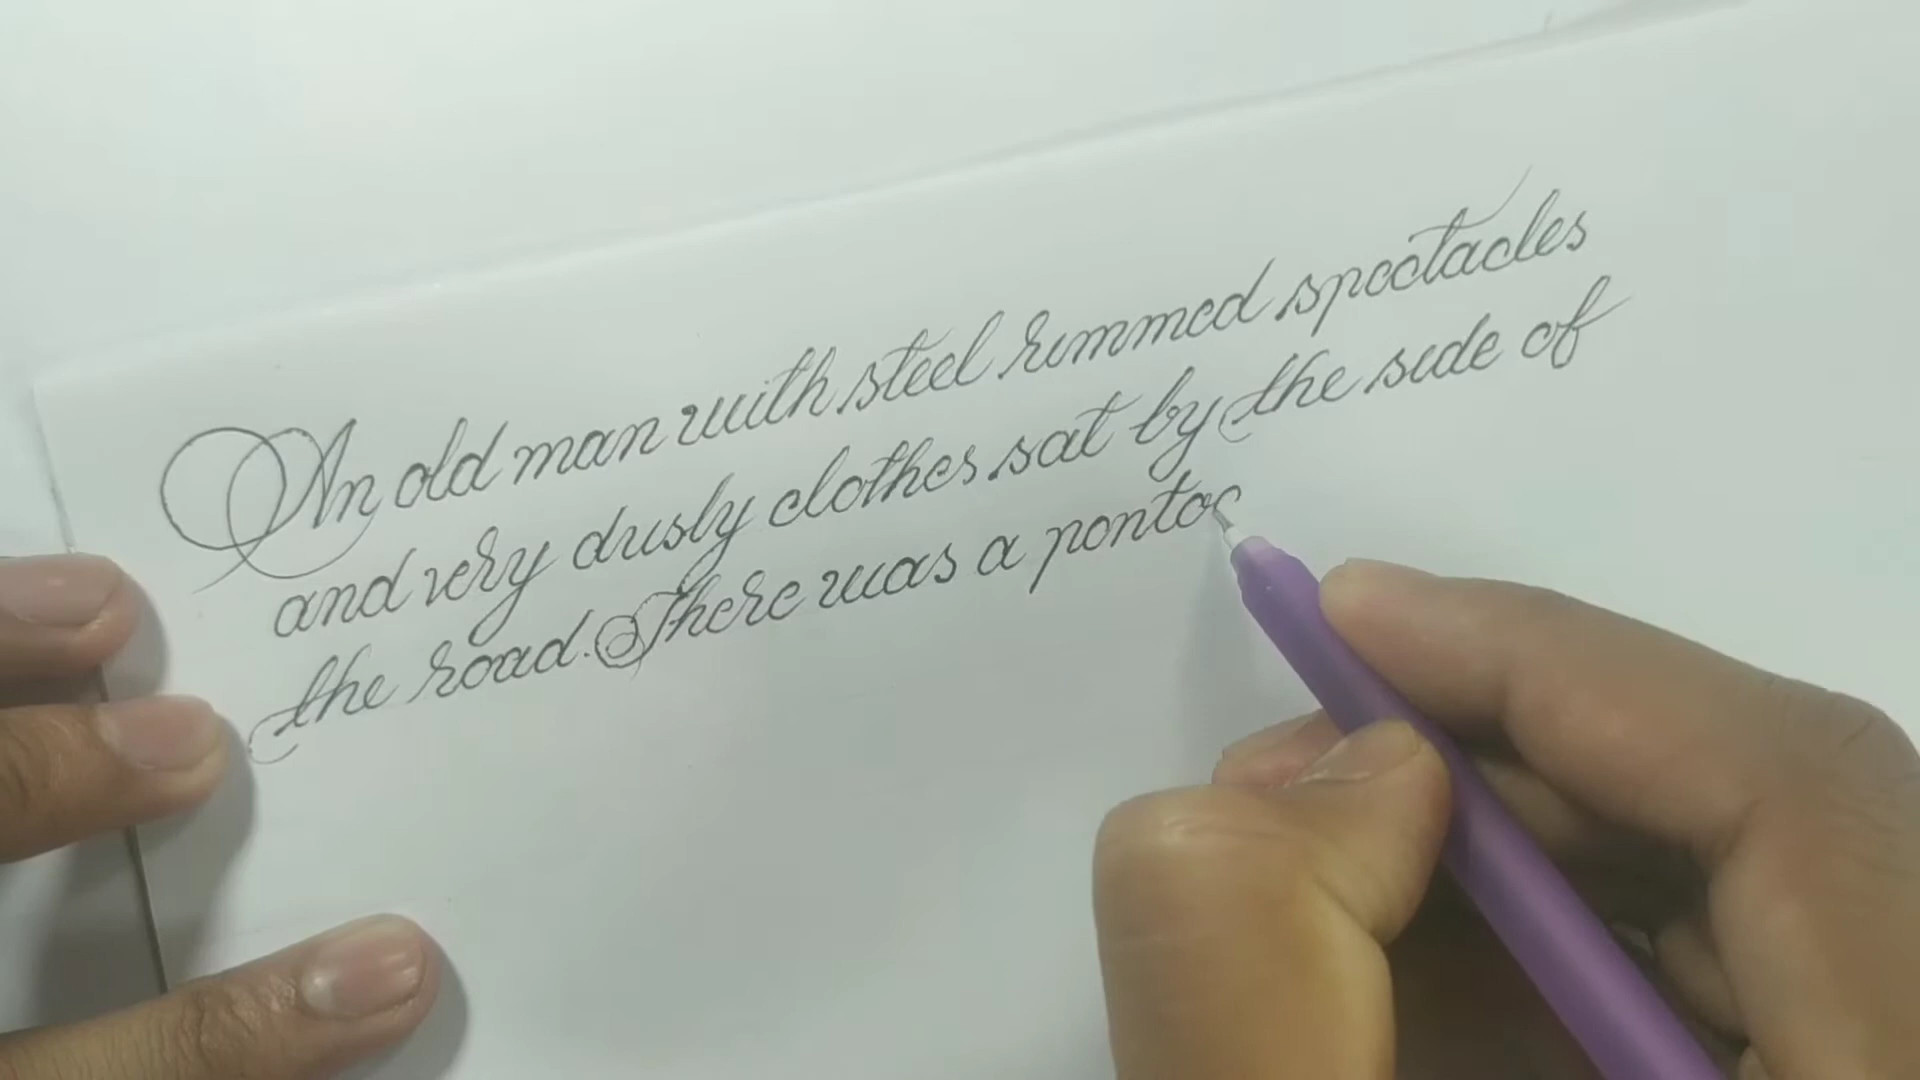 An old man with steel rimmed spectacles
and very dusty clothes sat by the side of
the road. There was a pontoo